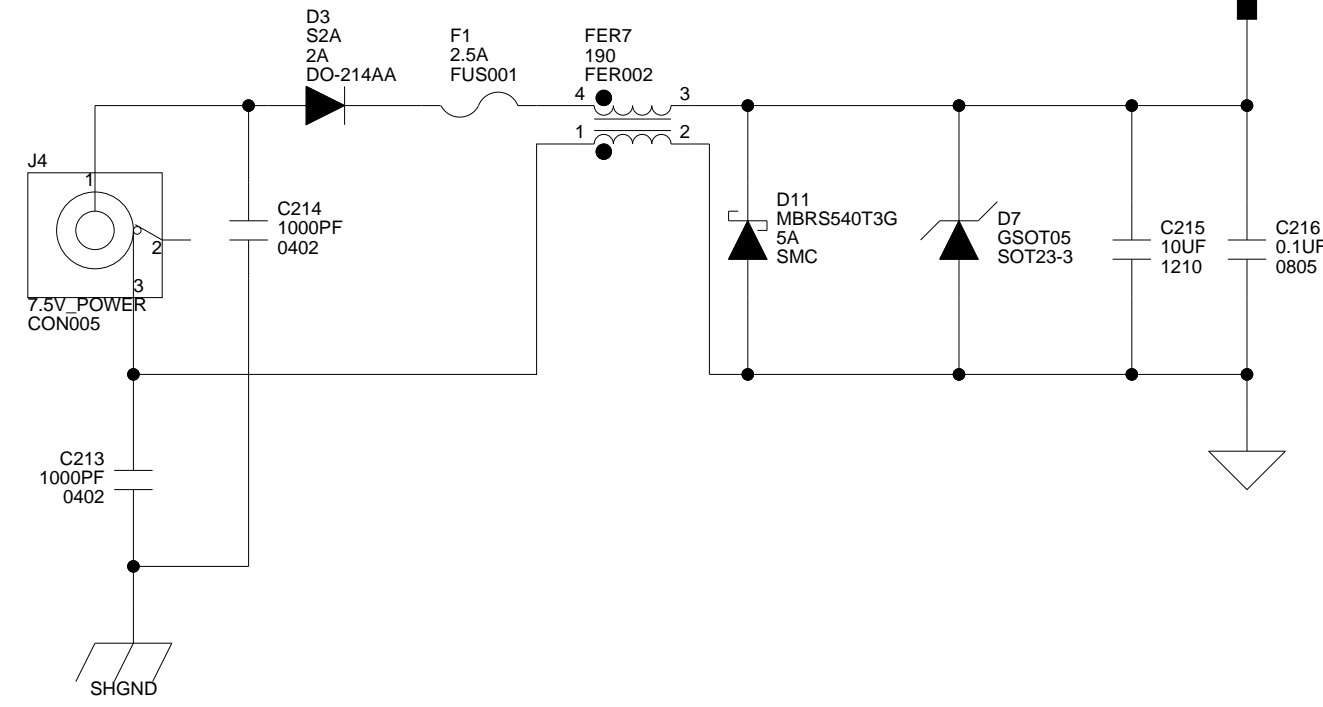 D3
S2A
2A
DO-214AA
F1
2.5A
FUS001
FER7
190
FER002
4
3
1
2
J4
1
2
3
7.5V_POWER
CON005
C214
1000PF
0402
D11
MBRS540T3G
5A
SMC
D7
GSOT05
SOT23-3
C215
10UF
1210
C216
0.1UF
0805
C213
1000PF
0402
SHGND